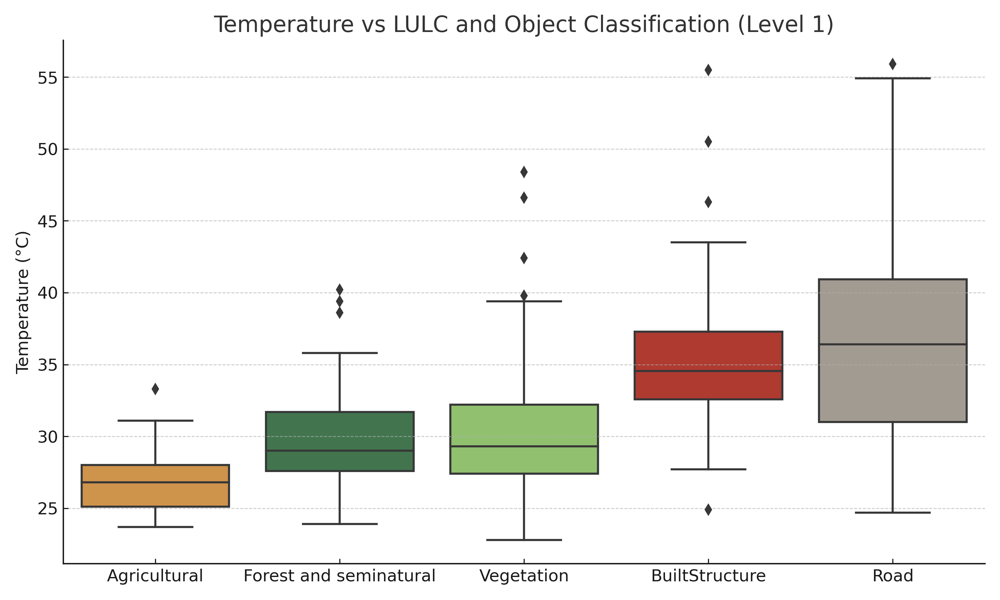 Temperature vs LULC and Object Classification (Level 1)
Temperature (°C)
55
50
45
40
35
30
25
Agricultural
Forest and seminatural
Vegetation
BuiltStructure
Road